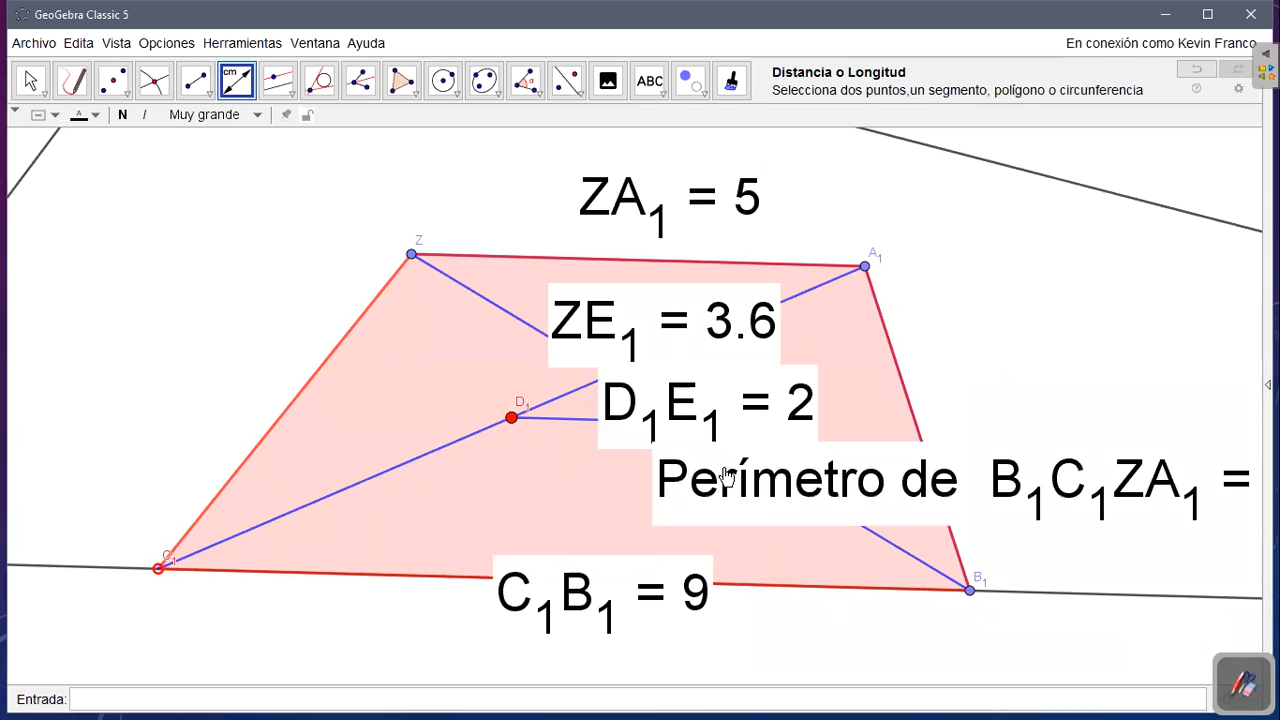 GeoGebra Classic 5
Archivo Edita Vista Opciones Herramientas Ventana Ayuda
En conexión como Kevin Franco
cm
ABC
Distancia o Longitud
Selecciona dos puntos,un segmento, polígono o circunferencia
A N I Muy grande
ZA₁ = 5
Z
A₁
ZE₁ = 3.6
D₁
D₁E₁ = 2
Perímetro de B₁C₁ZA₁ =
C₁
C₁B₁ = 9
B₁
Entrada: